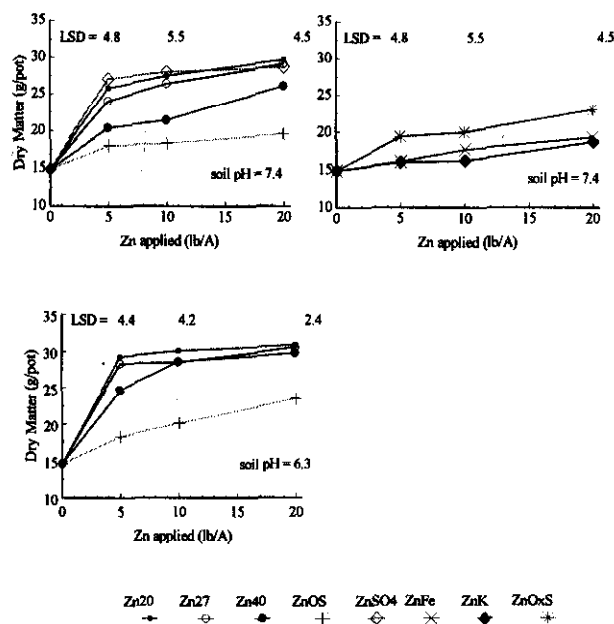 LSD = 4.8 5.5 4.5
Dry Matter (g/pot)
35
30
25
20
15
10
soil pH = 7.4
0 5 10 15 20
Zn applied (lb/A)
LSD = 4.8 5.5 4.5
35
30
25
20
15
10
soil pH = 7.4
0 5 10 15 20
Zn applied (lb/A)
LSD = 4.4 4.2 2.4
Dry Matter (g/pot)
35
30
25
20
15
10
soil pH = 6.3
0 5 10 15 20
Zn applied (lb/A)
Zn20 Zn27 Zn40 ZnOS ZnSO4 ZnFe ZnK ZnOxS